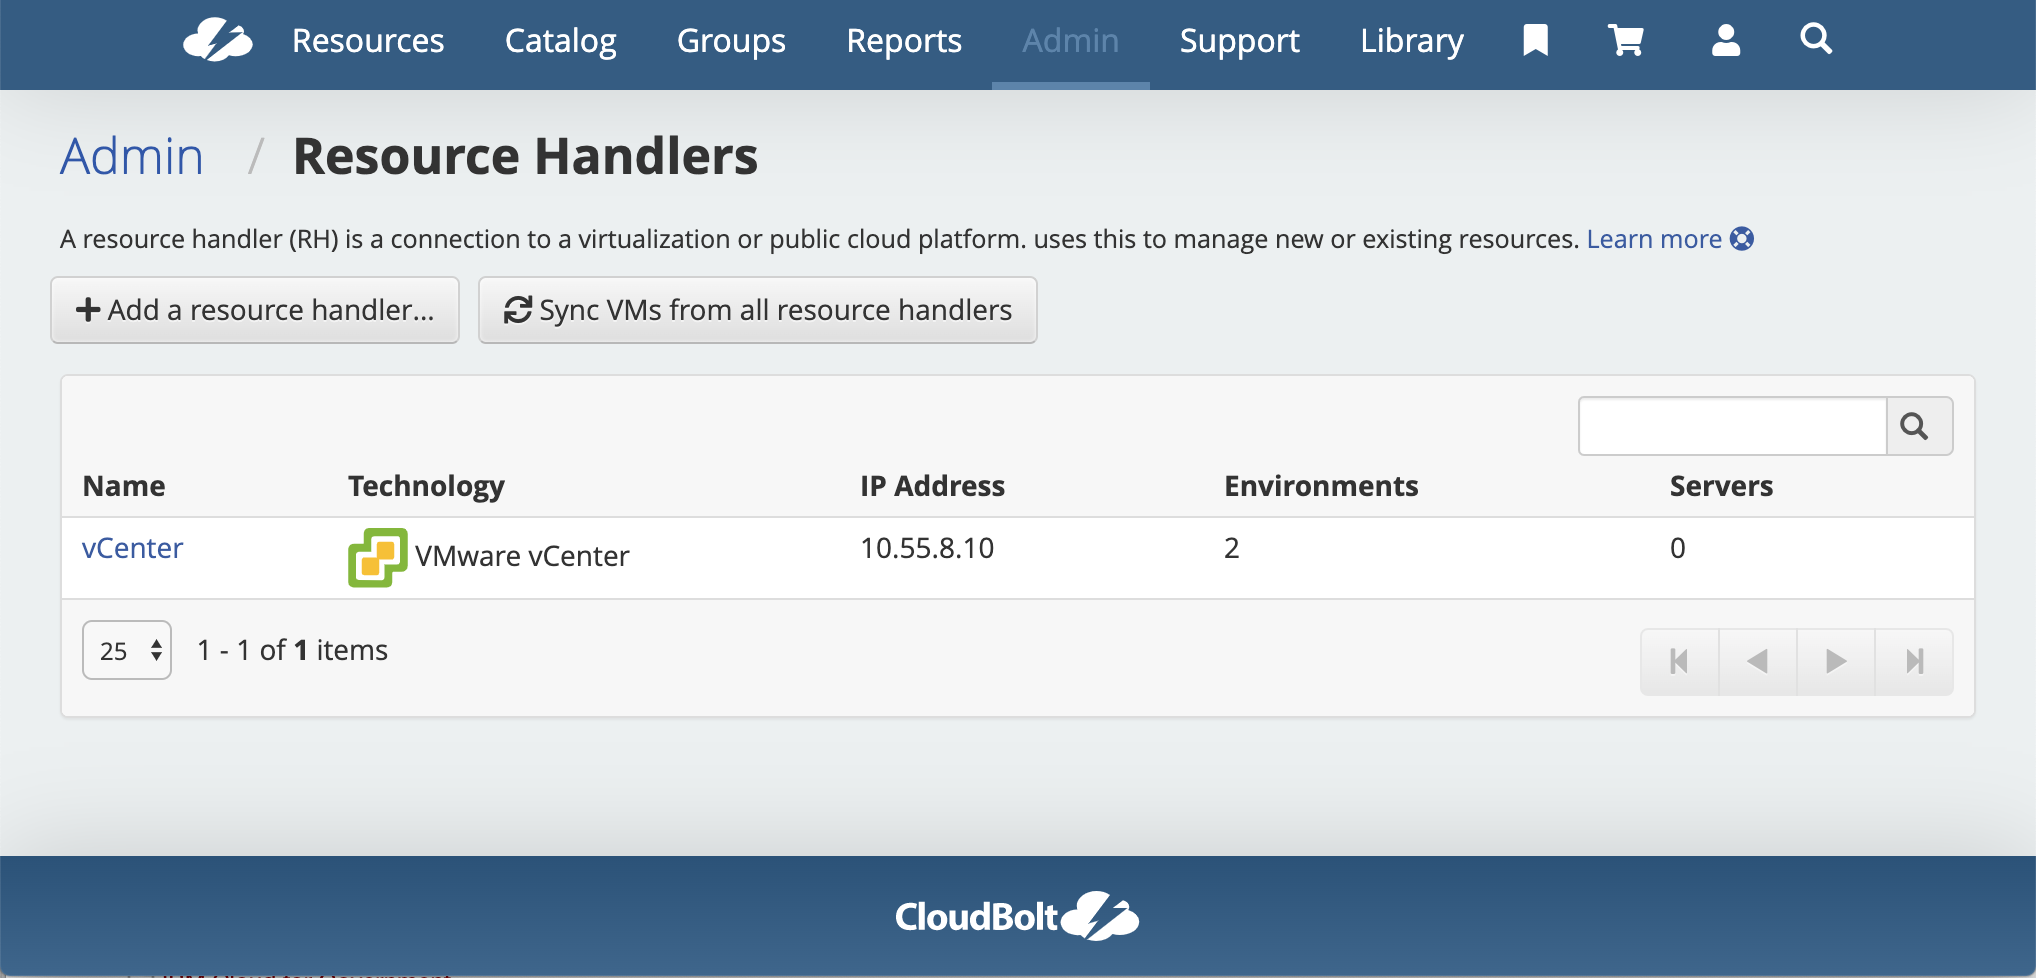 Resources Catalog Groups Reports Admin Support Library
Admin / Resource Handlers
A resource handler (RH) is a connection to a virtualization or public cloud platform. uses this to manage new or existing resources. Learn more
Add a resource handler... Sync VMs from all resource handlers
Name Technology IP Address Environments Servers
vCenter VMware vCenter 10.55.8.10 2 0
25 1 - 1 of 1 items
CloudBolt